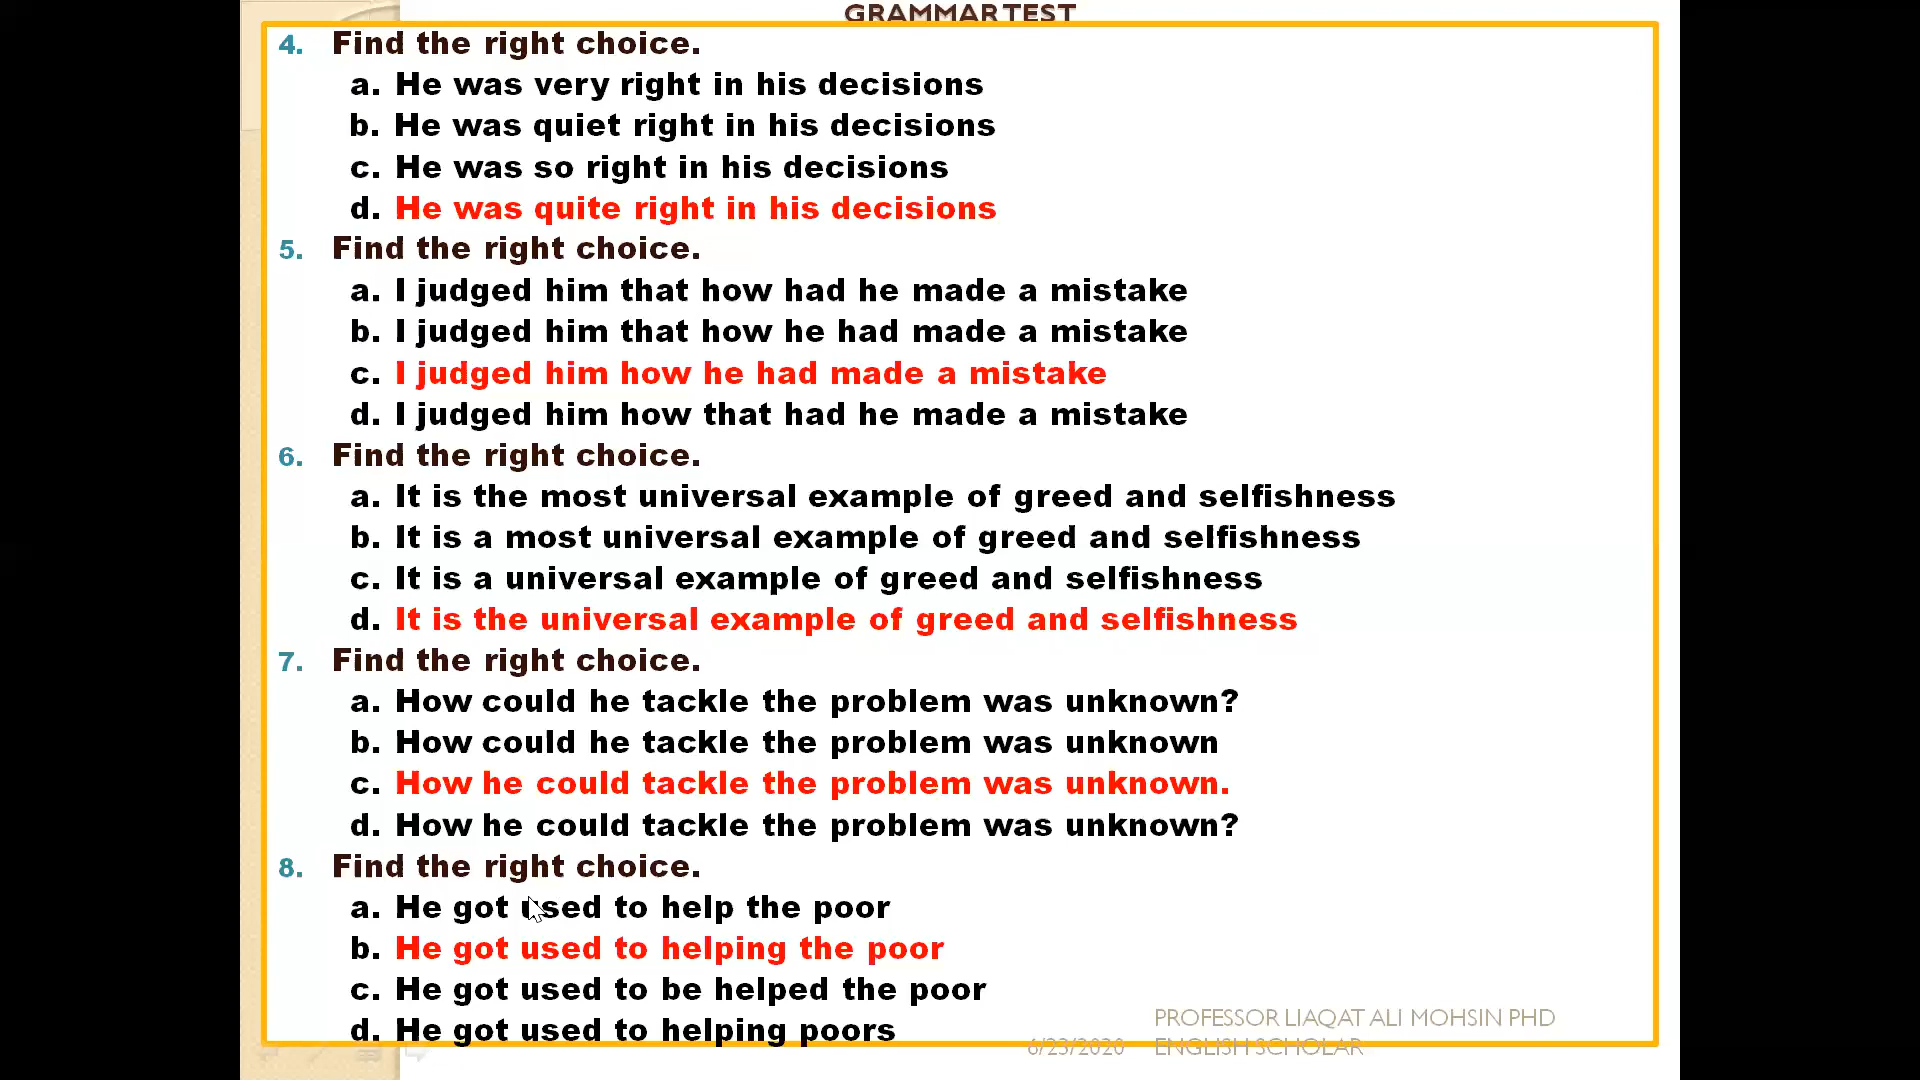 GRAMMAR TEST
4. Find the right choice.
a. He was very right in his decisions
b. He was quiet right in his decisions
c. He was so right in his decisions
d. He was quite right in his decisions
5. Find the right choice.
a. I judged him that how had he made a mistake
b. I judged him that how he had made a mistake
c. I judged him how he had made a mistake
d. I judged him how that had he made a mistake
6. Find the right choice.
a. It is the most universal example of greed and selfishness
b. It is a most universal example of greed and selfishness
c. It is a universal example of greed and selfishness
d. It is the universal example of greed and selfishness
7. Find the right choice.
a. How could he tackle the problem was unknown?
b. How could he tackle the problem was unknown
c. How he could tackle the problem was unknown.
d. How he could tackle the problem was unknown?
8. Find the right choice.
a. He got used to help the poor
b. He got used to helping the poor
c. He got used to be helped the poor
d. He got used to helping poors
PROFESSOR LIAQAT ALI MOHSIN PHD
6/23/2020 ENGLISH SCHOLAR